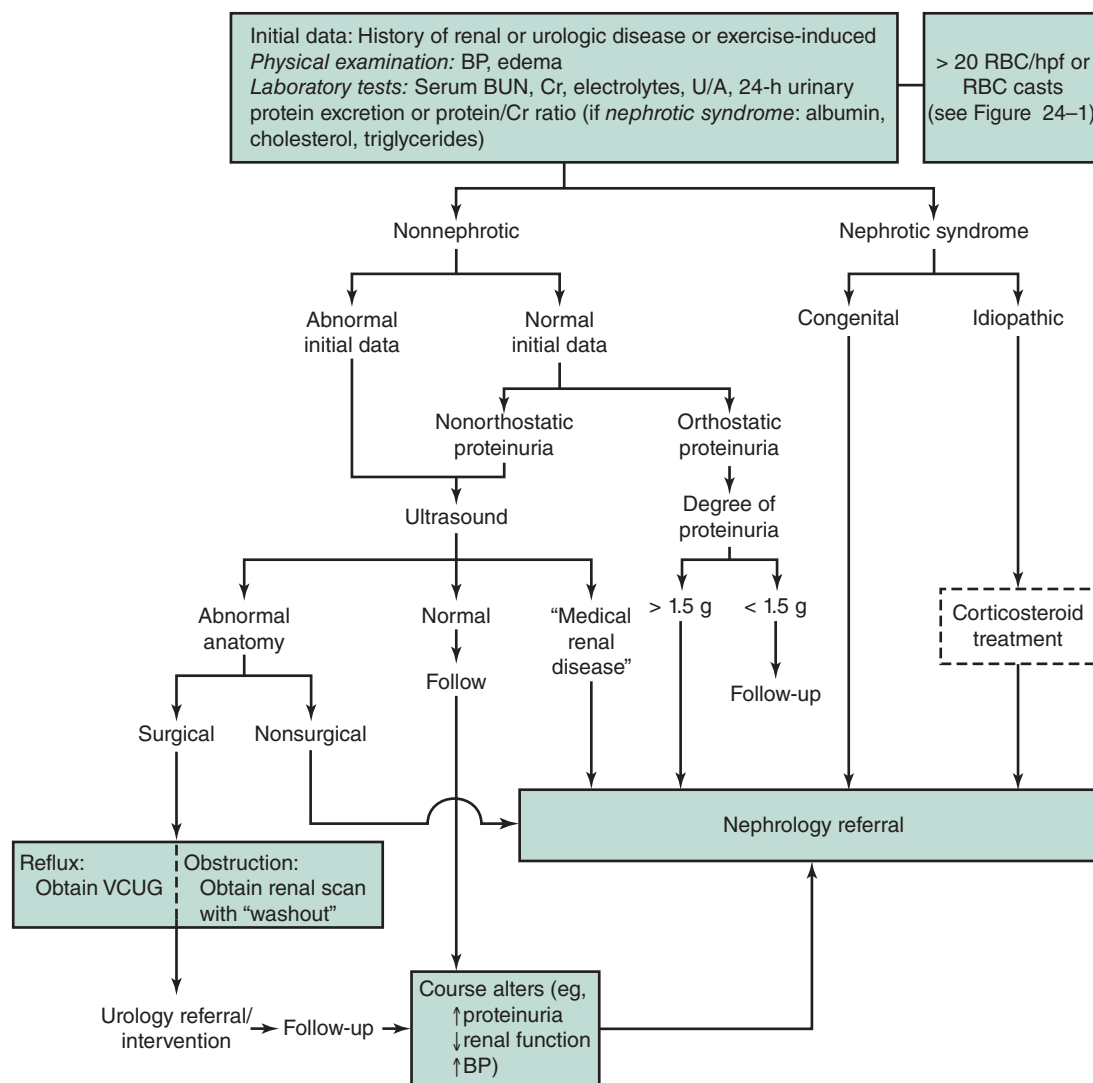 Initial data: History of renal or urologic disease or exercise-induced
Physical examination: BP, edema
Laboratory tests: Serum BUN, Cr, electrolytes, U/A, 24-h urinary
protein excretion or protein/Cr ratio (if nephrotic syndrome: albumin,
cholesterol, triglycerides)
> 20 RBC/hpf or
RBC casts
(see Figure 24–1)
Nonnephrotic
Nephrotic syndrome
Abnormal
initial data
Normal
initial data
Congenital
Idiopathic
Nonorthostatic
proteinuria
Orthostatic
proteinuria
Ultrasound
Degree of
proteinuria
Abnormal
anatomy
Normal
“Medical
renal
disease”
> 1.5 g
< 1.5 g
Corticosteroid
treatment
Follow
Follow-up
Surgical
Nonsurgical
Nephrology referral
Reflux:
Obtain VCUG
Obstruction:
Obtain renal scan
with “washout”
Urology referral/
intervention
Follow-up
Course alters (eg,
↑proteinuria
↓renal function
↑BP)